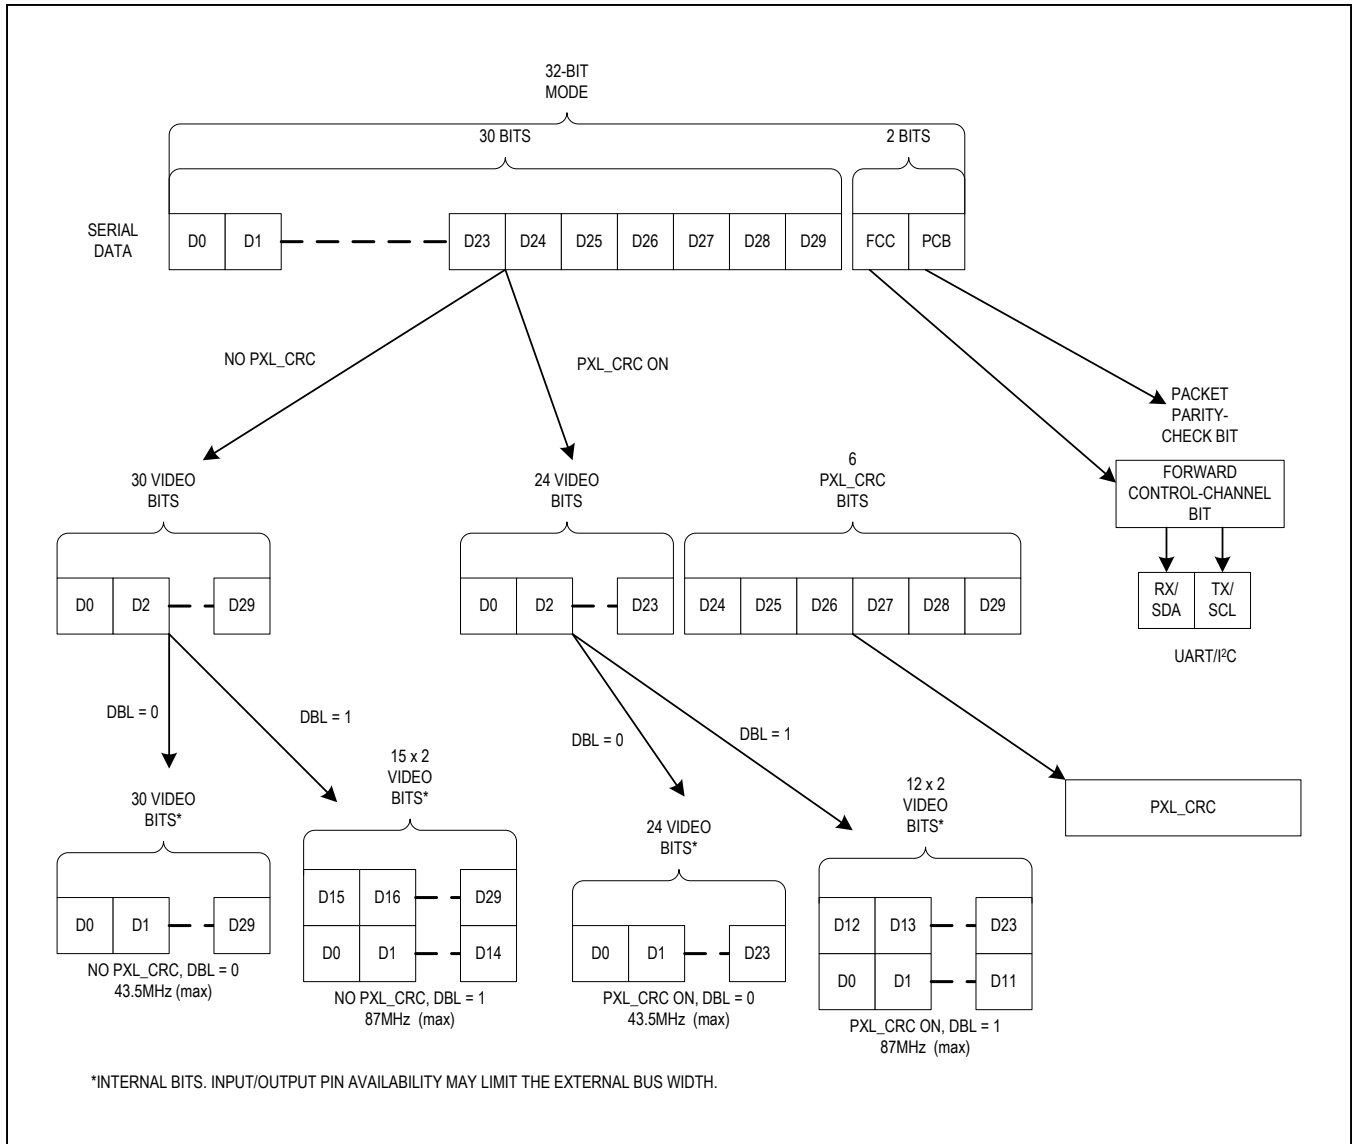 32-BIT
MODE
30 BITS
2 BITS
SERIAL
DATA
D0 D1 D23 D24 D25 D26 D27 D28 D29 FCC PCB
NO PXL_CRC
PXL_CRC ON
PACKET
PARITY-
CHECK BIT
30 VIDEO
BITS
24 VIDEO
BITS
6
PXL_CRC
BITS
FORWARD
CONTROL-CHANNEL
BIT
D0 D2 D29
D0 D2 D23
D24 D25 D26 D27 D28 D29
RX/
SDA
TX/
SCL
UART/I²C
DBL = 0
DBL = 1
DBL = 0
DBL = 1
30 VIDEO
BITS*
15 x 2
VIDEO
BITS*
24 VIDEO
BITS*
12 x 2
VIDEO
BITS*
PXL_CRC
D0 D1 D29
NO PXL_CRC, DBL = 0
43.5MHz (max)
D15 D16 D29
D0 D1 D14
NO PXL_CRC, DBL = 1
87MHz (max)
D0 D1 D23
PXL_CRC ON, DBL = 0
43.5MHz (max)
D12 D13 D23
D0 D1 D11
PXL_CRC ON, DBL = 1
87MHz (max)
*INTERNAL BITS. INPUT/OUTPUT PIN AVAILABILITY MAY LIMIT THE EXTERNAL BUS WIDTH.